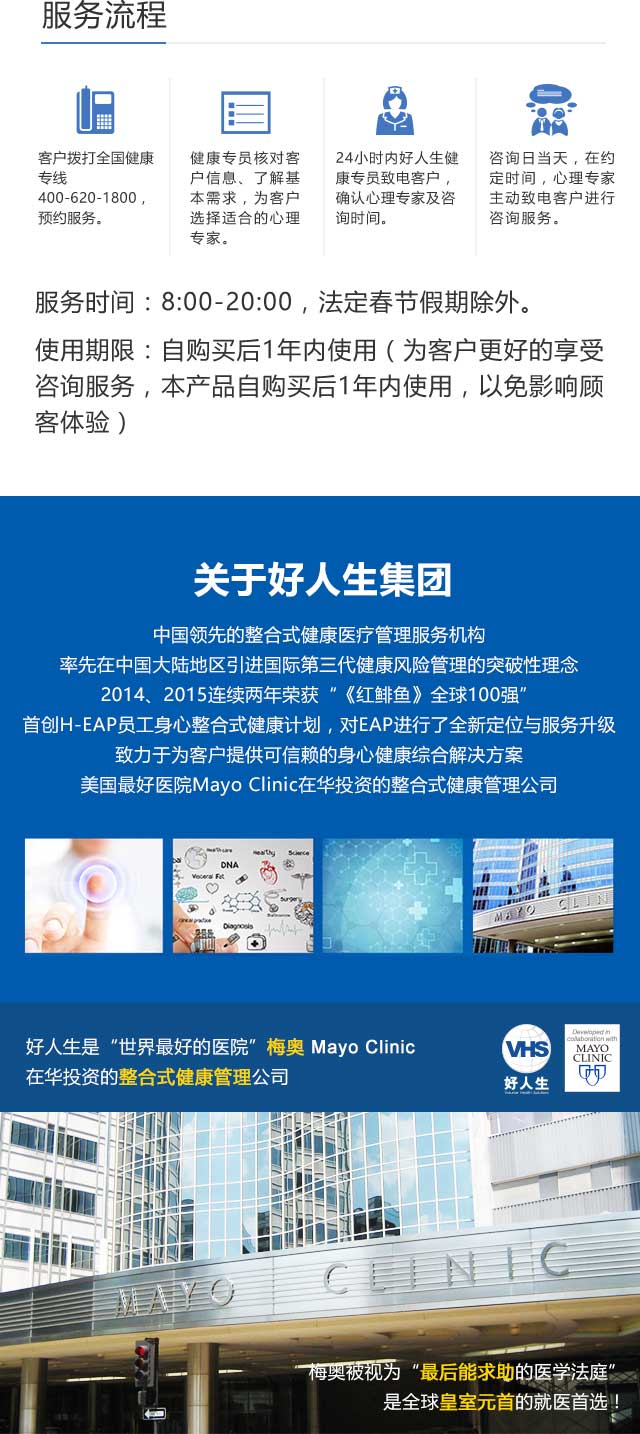 服务流程
客户拨打全国健康
专线
400-620-1800，
预约服务。
健康专员核对客
户信息、了解基
本需求，为客户
选择适合的心理
专家。
24小时内好人生健
康专员致电客户，
确认心理专家及咨
询时间。
咨询日当天，在约
定时间，心理专家
主动致电客户进行
咨询服务。
服务时间：8:00-20:00，法定春节假期除外。
使用期限：自购买后1年内使用（为客户更好的享受
咨询服务，本产品自购买后1年内使用，以免影响顾
客体验）
关于好人生集团
中国领先的整合式健康医疗管理服务机构
率先在中国大陆地区引进国际第三代健康风险管理的突破性理念
2014、2015连续两年荣获“《红鲱鱼》全球100强”
首创H-EAP员工身心整合式健康计划，对EAP进行了全新定位与服务升级
致力于为客户提供可信赖的身心健康综合解决方案
美国最好医院Mayo Clinic在华投资的整合式健康管理公司
Healthcare
Healthy
Science
DNA
Visceral Fat
Surgery
clinical practice
Diagnosis
MAYO CLIN
好人生是“世界最好的医院”梅奥 Mayo Clinic
在华投资的整合式健康管理公司
VHS
好人生
Developed in
collaboration with
MAYO
CLINIC
MAYO CLINIC
梅奥被视为“最后能求助的医学法庭”
是全球皇室元首的就医首选！